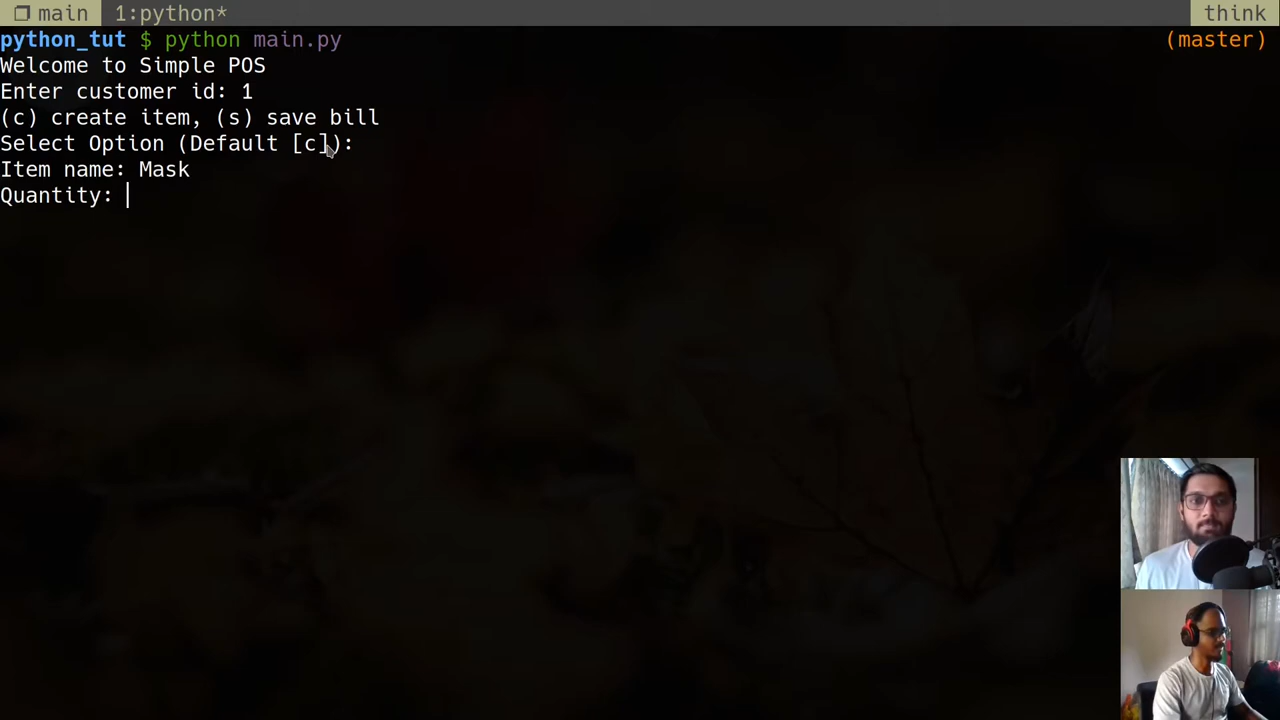 main 1:python* think
python_tut $ python main.py (master)
Welcome to Simple POS
Enter customer id: 1
(c) create item, (s) save bill
Select Option (Default [c]):
Item name: Mask
Quantity: